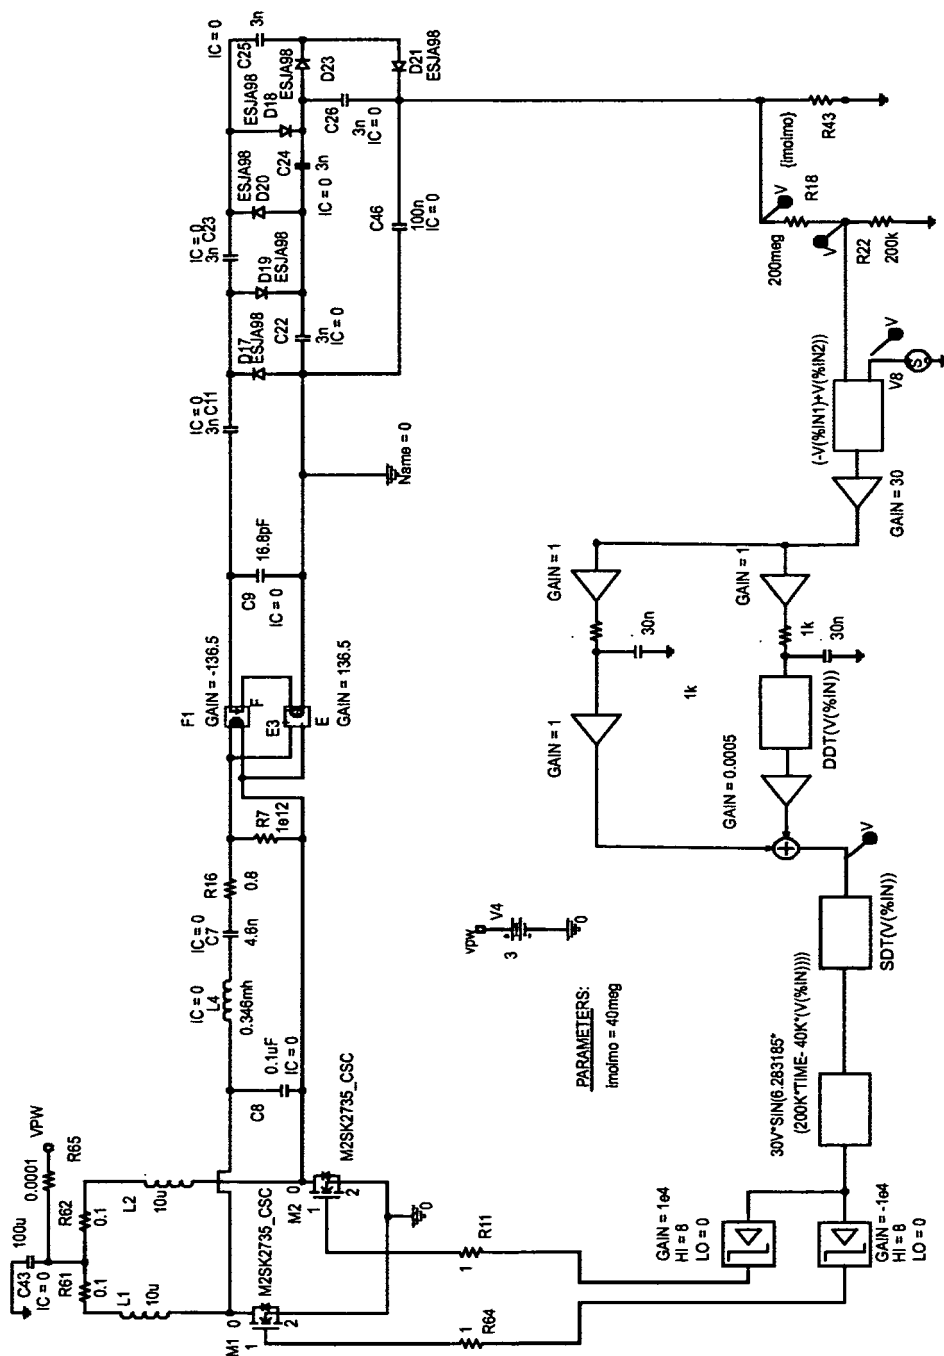 C43
100u
IC = 0
VPW
0.0001
R65
R61
0.1
R62
0.1
L1
10u
L2
10u
0
M1
1
2
M2SK2735_CSC
0
M2
1
2
M2SK2735_CSC
0
C8
0.1uF
IC = 0
IC = 0
L4
0.346mh
IC = 0
C7
4.6n
R16
0.8
R7
1e12
F1
GAIN = -136.5
F
E3
E
GAIN = 136.5
C9
16.8pF
IC = 0
Name = 0
IC = 0
3n C11
D17
ESJA98
C22
3n
IC = 0
D19
ESJA98
IC = 0
3n C23
ESJA98
D20
C24
3n
IC = 0
ESJA98
D18
IC = 0
C25
3n
ESJA98
D23
C26
3n
IC = 0
D21
ESJA98
C46
100n
IC = 0
R43
{imoimo}
R18
200meg
V
V
R22
200k
V
V8
S
(-V(%IN1)+V(%IN2))
GAIN = 30
GAIN = 1
GAIN = 1
1k
30n
1k
30n
GAIN = 1
DDT(V(%IN))
GAIN = 0.0005
V
SDT(V(%IN))
30V*SIN(6.283185*
(200K*TIME- 40K*(V(%IN))))
vpw
V4
3
0
PARAMETERS:
imoimo = 40meg
R11
1
R64
1
GAIN = 1e4
HI = 8
LO = 0
GAIN = -1e4
HI = 8
LO = 0